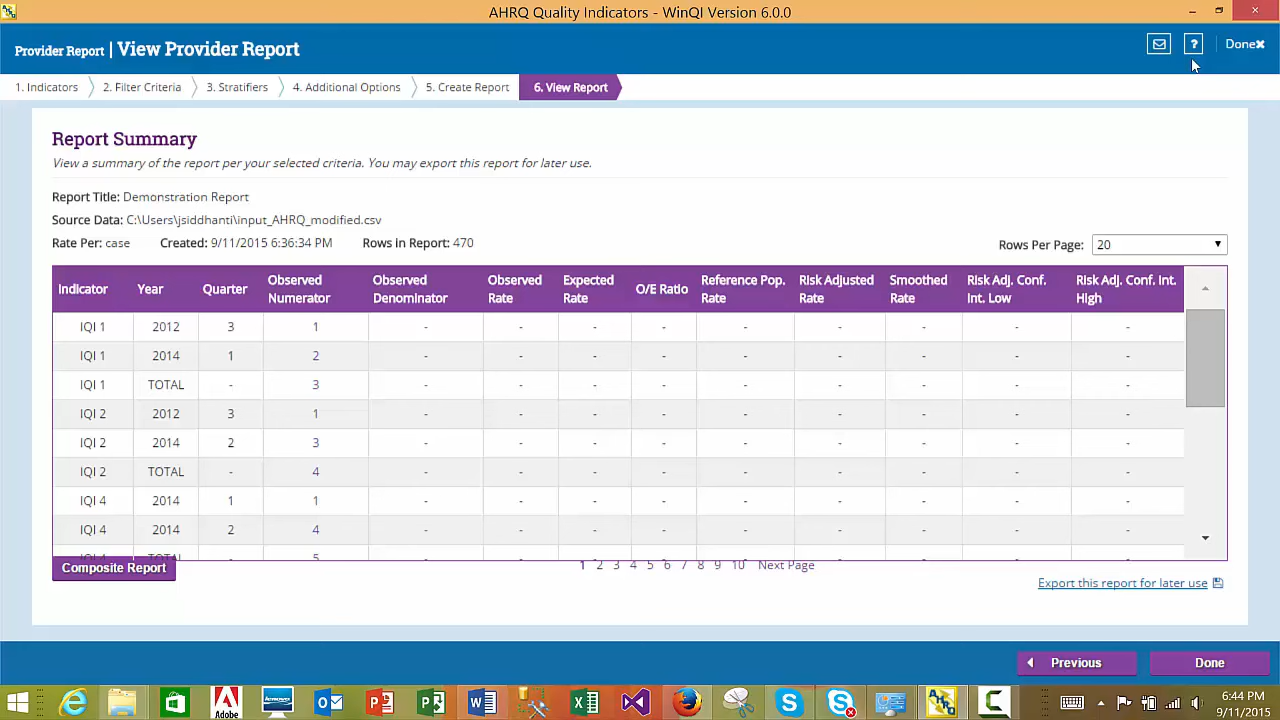 AHRQ Quality Indicators - WinQI Version 6.0.0
Provider Report | View Provider Report
? Done✖
1. Indicators 2. Filter Criteria 3. Stratifiers 4. Additional Options 5. Create Report 6. View Report
Report Summary
View a summary of the report per your selected criteria. You may export this report for later use.
Report Title: Demonstration Report
Source Data: C:\Users\jsiddhanti\input_AHRQ_modified.csv
Rate Per: case Created: 9/11/2015 6:36:34 PM Rows in Report: 470 Rows Per Page: 20
Indicator Year Quarter Observed Numerator Observed Denominator Observed Rate Expected Rate O/E Ratio Reference Pop. Rate Risk Adjusted Rate Smoothed Rate Risk Adj. Conf. Int. Low Risk Adj. Conf. Int. High
IQI 1 2012 3 1 - - - - - - - - -
IQI 1 2014 1 2 - - - - - - - - -
IQI 1 TOTAL - 3 - - - - - - - - -
IQI 2 2012 3 1 - - - - - - - - -
IQI 2 2014 2 3 - - - - - - - - -
IQI 2 TOTAL - 4 - - - - - - - - -
IQI 4 2014 1 1 - - - - - - - - -
IQI 4 2014 2 4 - - - - - - - - -
IQI 4 TOTAL - 5 - - - - - - - - -
Composite Report 1 2 3 4 5 6 7 8 9 10 Next Page
Export this report for later use
Previous Done
Adobe Lenovo AHRQ 6:44 PM
9/11/2015